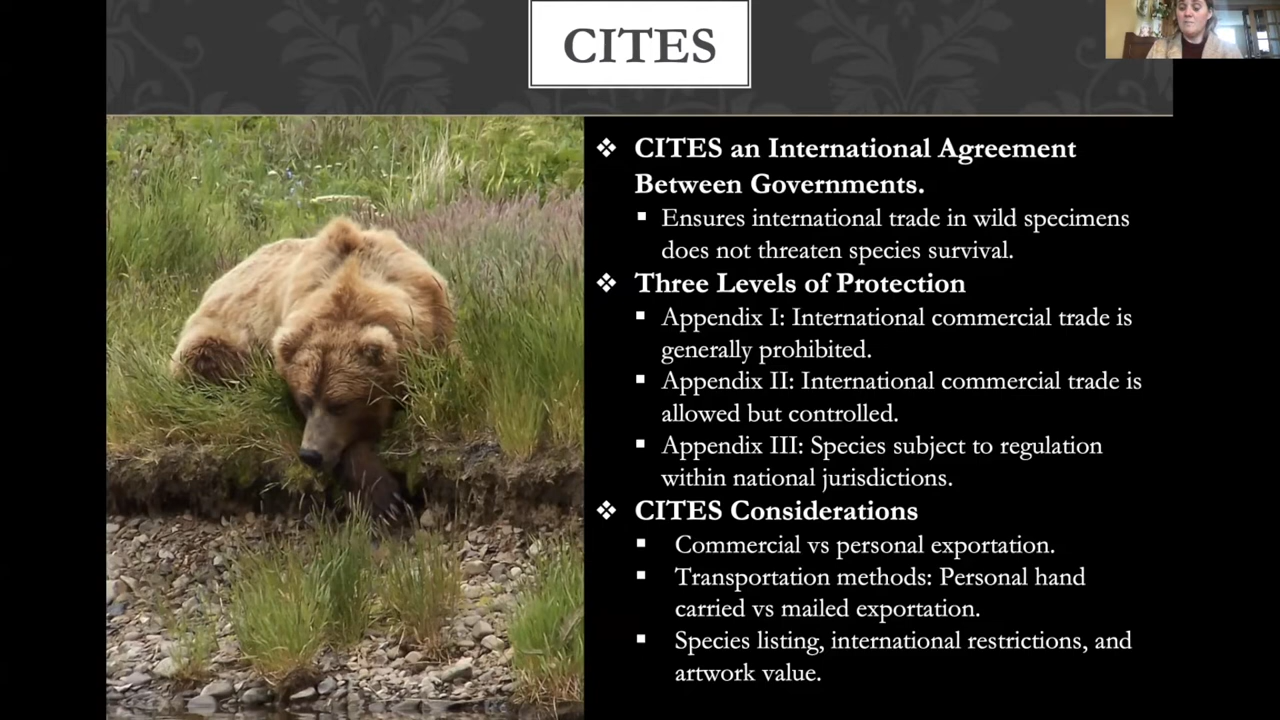 CITES
❖ CITES an International Agreement
Between Governments.
▪ Ensures international trade in wild specimens
does not threaten species survival.
❖ Three Levels of Protection
▪ Appendix I: International commercial trade is
generally prohibited.
▪ Appendix II: International commercial trade is
allowed but controlled.
▪ Appendix III: Species subject to regulation
within national jurisdictions.
❖ CITES Considerations
▪ Commercial vs personal exportation.
▪ Transportation methods: Personal hand
carried vs mailed exportation.
▪ Species listing, international restrictions, and
artwork value.